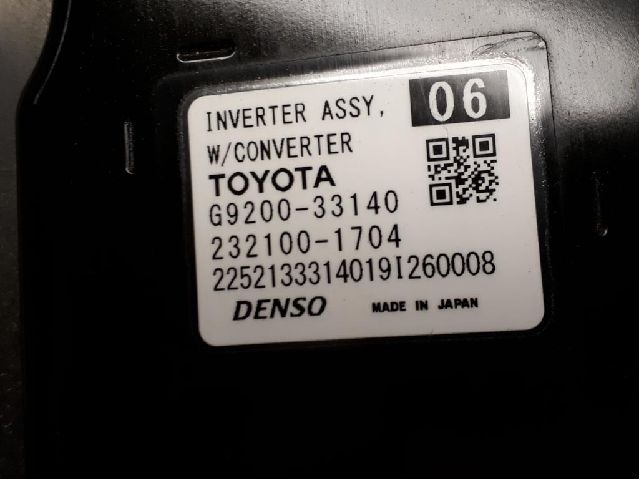 INVERTER ASSY, 06
W/CONVERTER
TOYOTA
G9200-33140
232100-1704
2252133314019I260008
DENSO MADE IN JAPAN